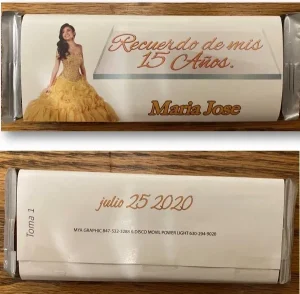 Recuerdo de mis
15 Años.
Maria Jose
julio 25 2020
Toma 1